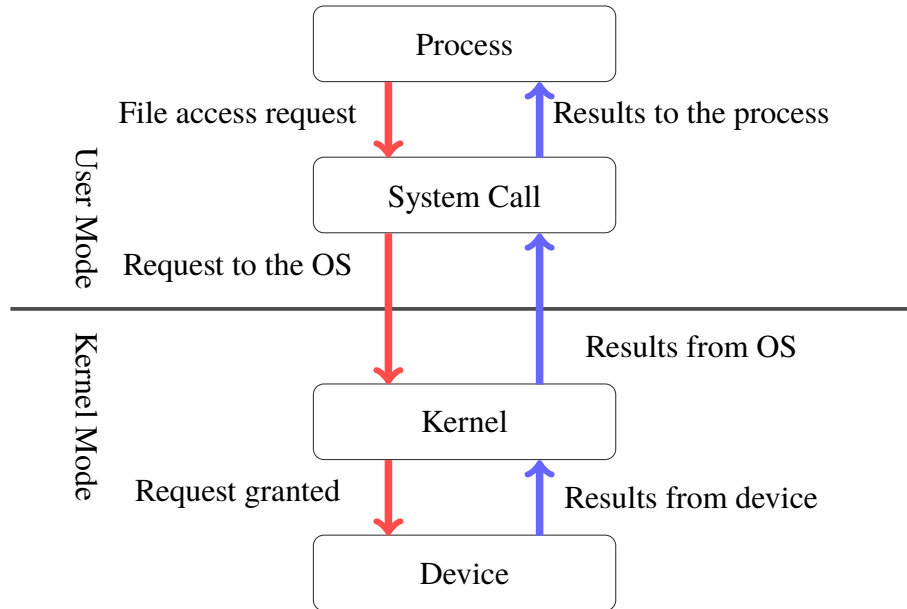 Process
File access request
Results to the process
User Mode
System Call
Request to the OS
Kernel Mode
Results from OS
Kernel
Request granted
Results from device
Device